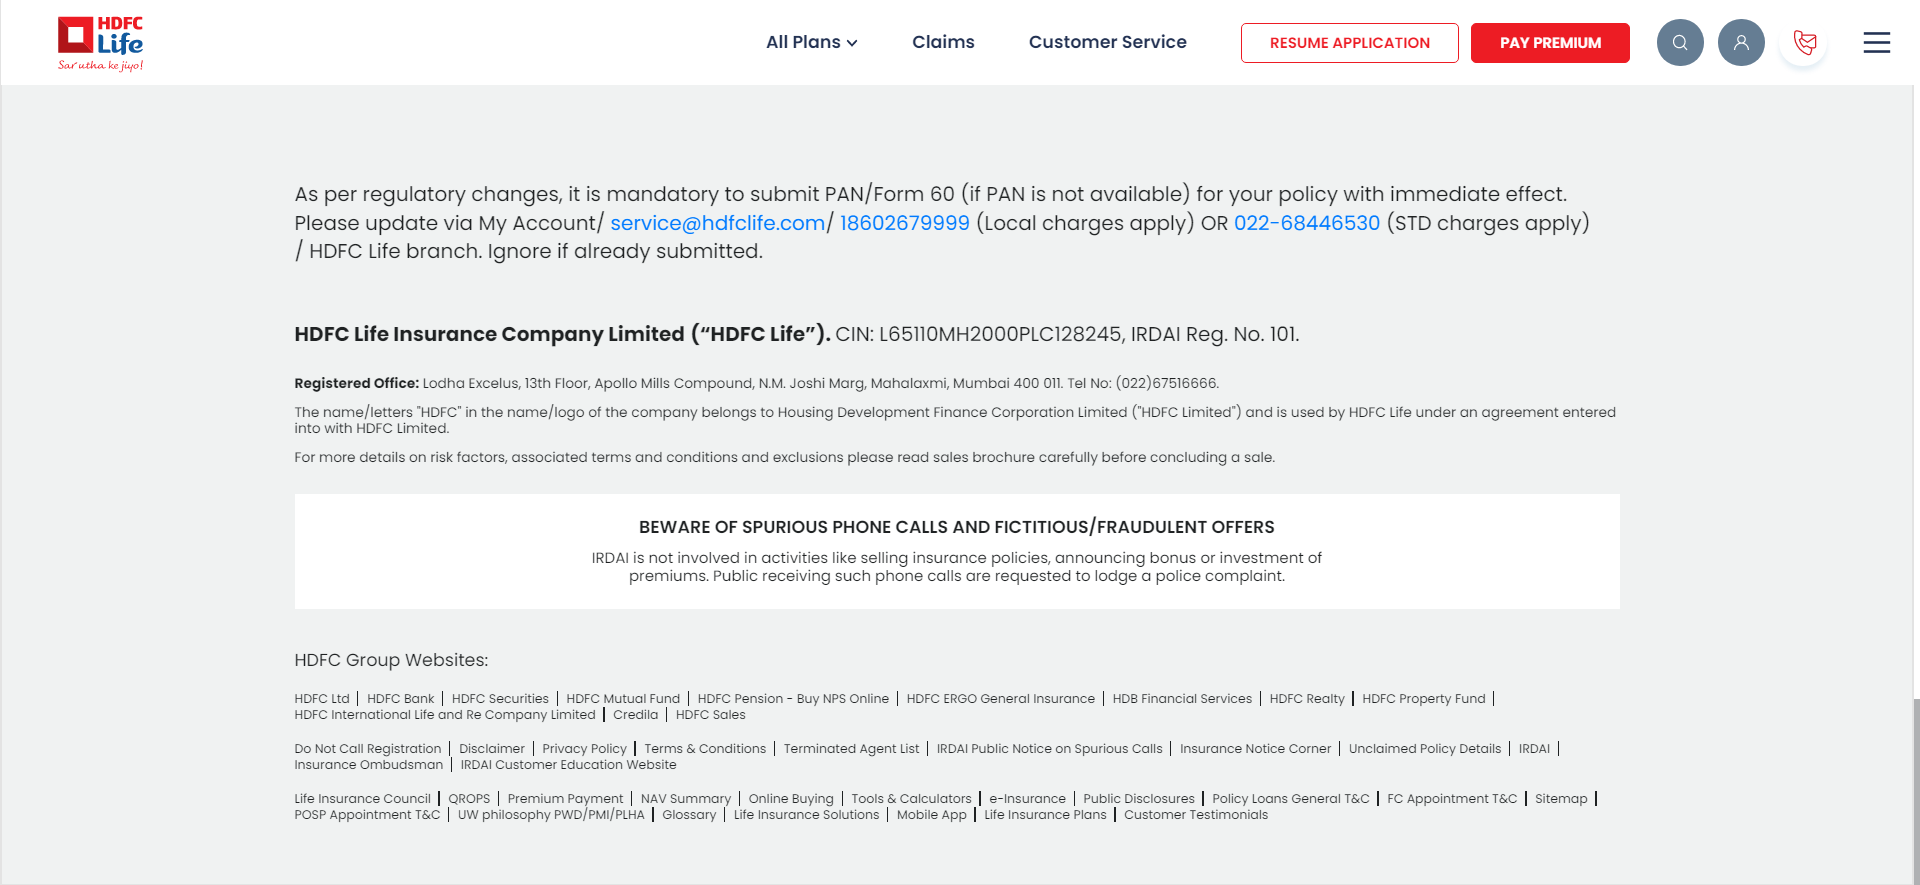 HDFC
Life
Sar utha ke jiyo!
All Plans
Claims
Customer Service
RESUME APPLICATION
PAY PREMIUM
As per regulatory changes, it is mandatory to submit PAN/Form 60 (if PAN is not available) for your policy with immediate effect.
Please update via My Account/ service@hdfclife.com/ 18602679999 (Local charges apply) OR 022-68446530 (STD charges apply)
/ HDFC Life branch. Ignore if already submitted.
HDFC Life Insurance Company Limited (“HDFC Life”). CIN: L65110MH2000PLC128245, IRDAI Reg. No. 101.
Registered Office: Lodha Excelus, 13th Floor, Apollo Mills Compound, N.M. Joshi Marg, Mahalaxmi, Mumbai 400 011. Tel No: (022)67516666.
The name/letters "HDFC" in the name/logo of the company belongs to Housing Development Finance Corporation Limited ("HDFC Limited") and is used by HDFC Life under an agreement entered
into with HDFC Limited.
For more details on risk factors, associated terms and conditions and exclusions please read sales brochure carefully before concluding a sale.
BEWARE OF SPURIOUS PHONE CALLS AND FICTITIOUS/FRAUDULENT OFFERS
IRDAI is not involved in activities like selling insurance policies, announcing bonus or investment of
premiums. Public receiving such phone calls are requested to lodge a police complaint.
HDFC Group Websites:
HDFC Ltd | HDFC Bank | HDFC Securities | HDFC Mutual Fund | HDFC Pension - Buy NPS Online | HDFC ERGO General Insurance | HDB Financial Services | HDFC Realty | HDFC Property Fund |
HDFC International Life and Re Company Limited | Credila | HDFC Sales
Do Not Call Registration | Disclaimer | Privacy Policy | Terms & Conditions | Terminated Agent List | IRDAI Public Notice on Spurious Calls | Insurance Notice Corner | Unclaimed Policy Details | IRDAI |
Insurance Ombudsman | IRDAI Customer Education Website
Life Insurance Council | QROPS | Premium Payment | NAV Summary | Online Buying | Tools & Calculators | e-Insurance | Public Disclosures | Policy Loans General T&C | FC Appointment T&C | Sitemap |
POSP Appointment T&C | UW philosophy PWD/PMI/PLHA | Glossary | Life Insurance Solutions | Mobile App | Life Insurance Plans | Customer Testimonials